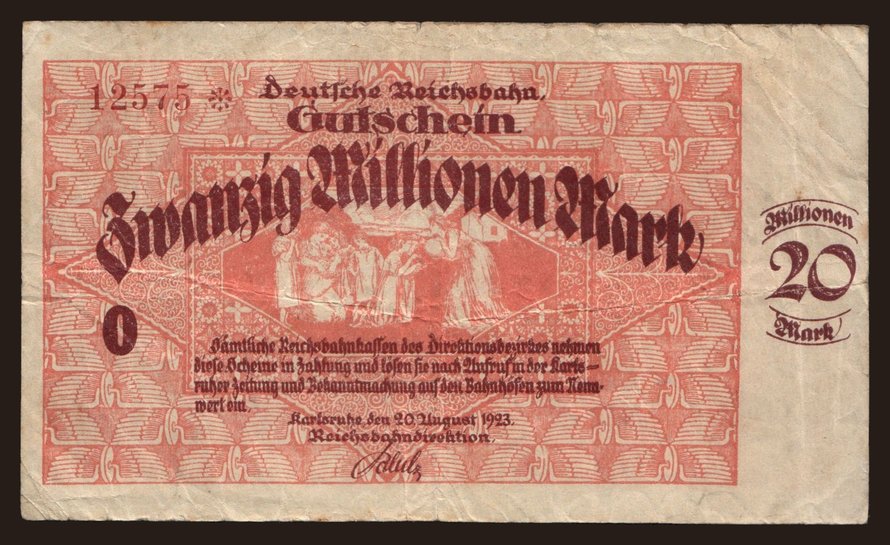 12575 *
Deutsche Reichsbahn.
Gutschein
Zwanzig Millionen Mark
O
Sämtliche Reichsbahnkassen des Direktionsbezirkes nehmen
diese Scheine in Zahlung und lösen sie nach Aufruf in der Karls-
ruher Zeitung und Bekanntmachung auf den Bahnhöfen zum Nenn-
wert ein.
Karlsruhe, den 20. August 1923.
Reichsbahndirektion.
Millionen
20
Mark